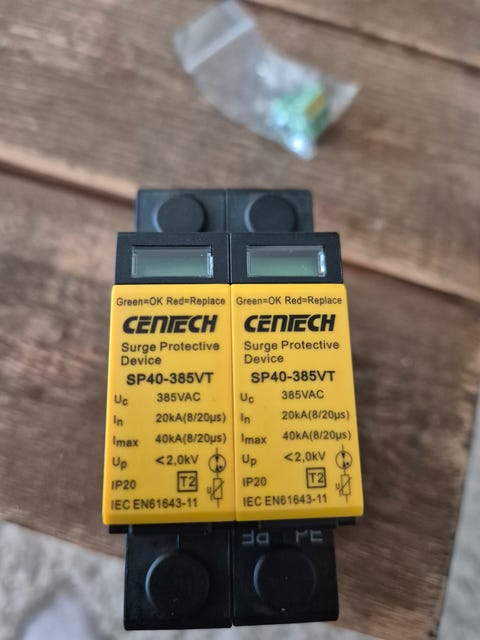 Green=OK Red=Replace
CENTECH
Surge Protective
Device
SP40-385VT
Uc 385VAC
In 20kA(8/20µs)
Imax 40kA(8/20µs)
Up <2,0kV
U
IP20 T2
IEC EN61643-11
Green=OK Red=Replace
CENTECH
Surge Protective
Device
SP40-385VT
Uc 385VAC
In 20kA(8/20µs)
Imax 40kA(8/20µs)
Up <2,0kV
U
IP20 T2
IEC EN61643-11
PE PE